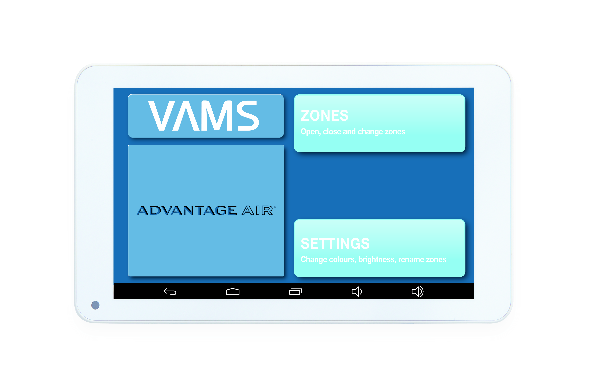 VAMS
ADVANTAGE AIR
ZONES
Open, close and change zones
SETTINGS
Change colours, brightness, rename zones